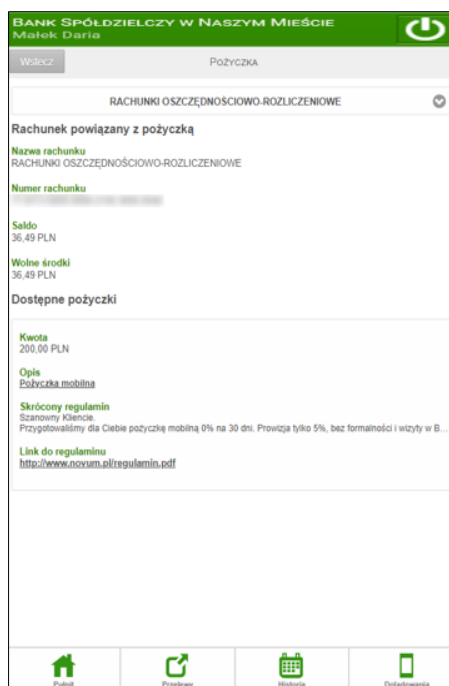 BANK SPÓŁDZIELCZY W NASZYM MIEŚCIE
Małek Daria
Wstecz
POŻYCZKA
RACHUNKI OSZCZĘDNOŚCIOWO-ROZLICZENIOWE
Rachunek powiązany z pożyczką
Nazwa rachunku
RACHUNKI OSZCZĘDNOŚCIOWO-ROZLICZENIOWE
Numer rachunku
Saldo
36,49 PLN
Wolne środki
36,49 PLN
Dostępne pożyczki
Kwota
200,00 PLN
Opis
Pożyczka mobilna
Skrócony regulamin
Szanowny Kliencie.
Przygotowaliśmy dla Ciebie pożyczkę mobilną 0% na 30 dni. Prowizja tylko 5%, bez formalności i wizyty w B...
Link do regulaminu
http://www.novum.pl/regulamin.pdf
Pulpit
Przelewy
Historia
Doładowania